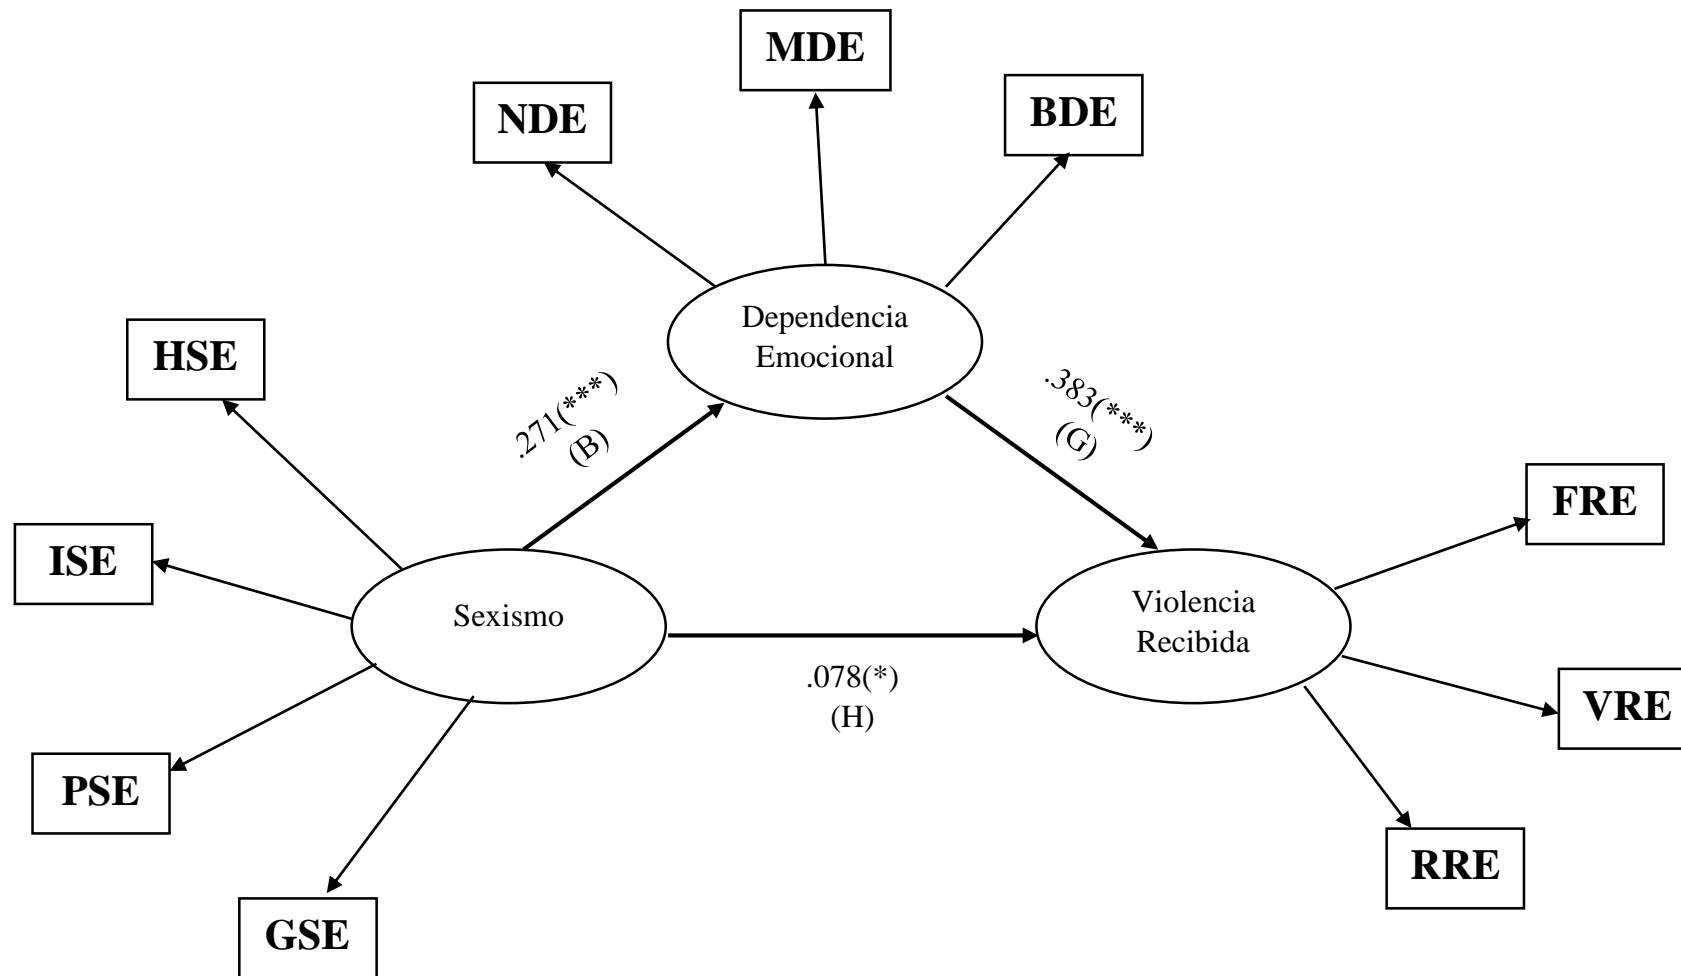 MDE
NDE
BDE
Dependencia
Emocional
HSE
.271(***)
(B)
.383(***)
(G)
FRE
ISE
Sexismo
Violencia
Recibida
.078(*)
(H)
VRE
PSE
RRE
GSE